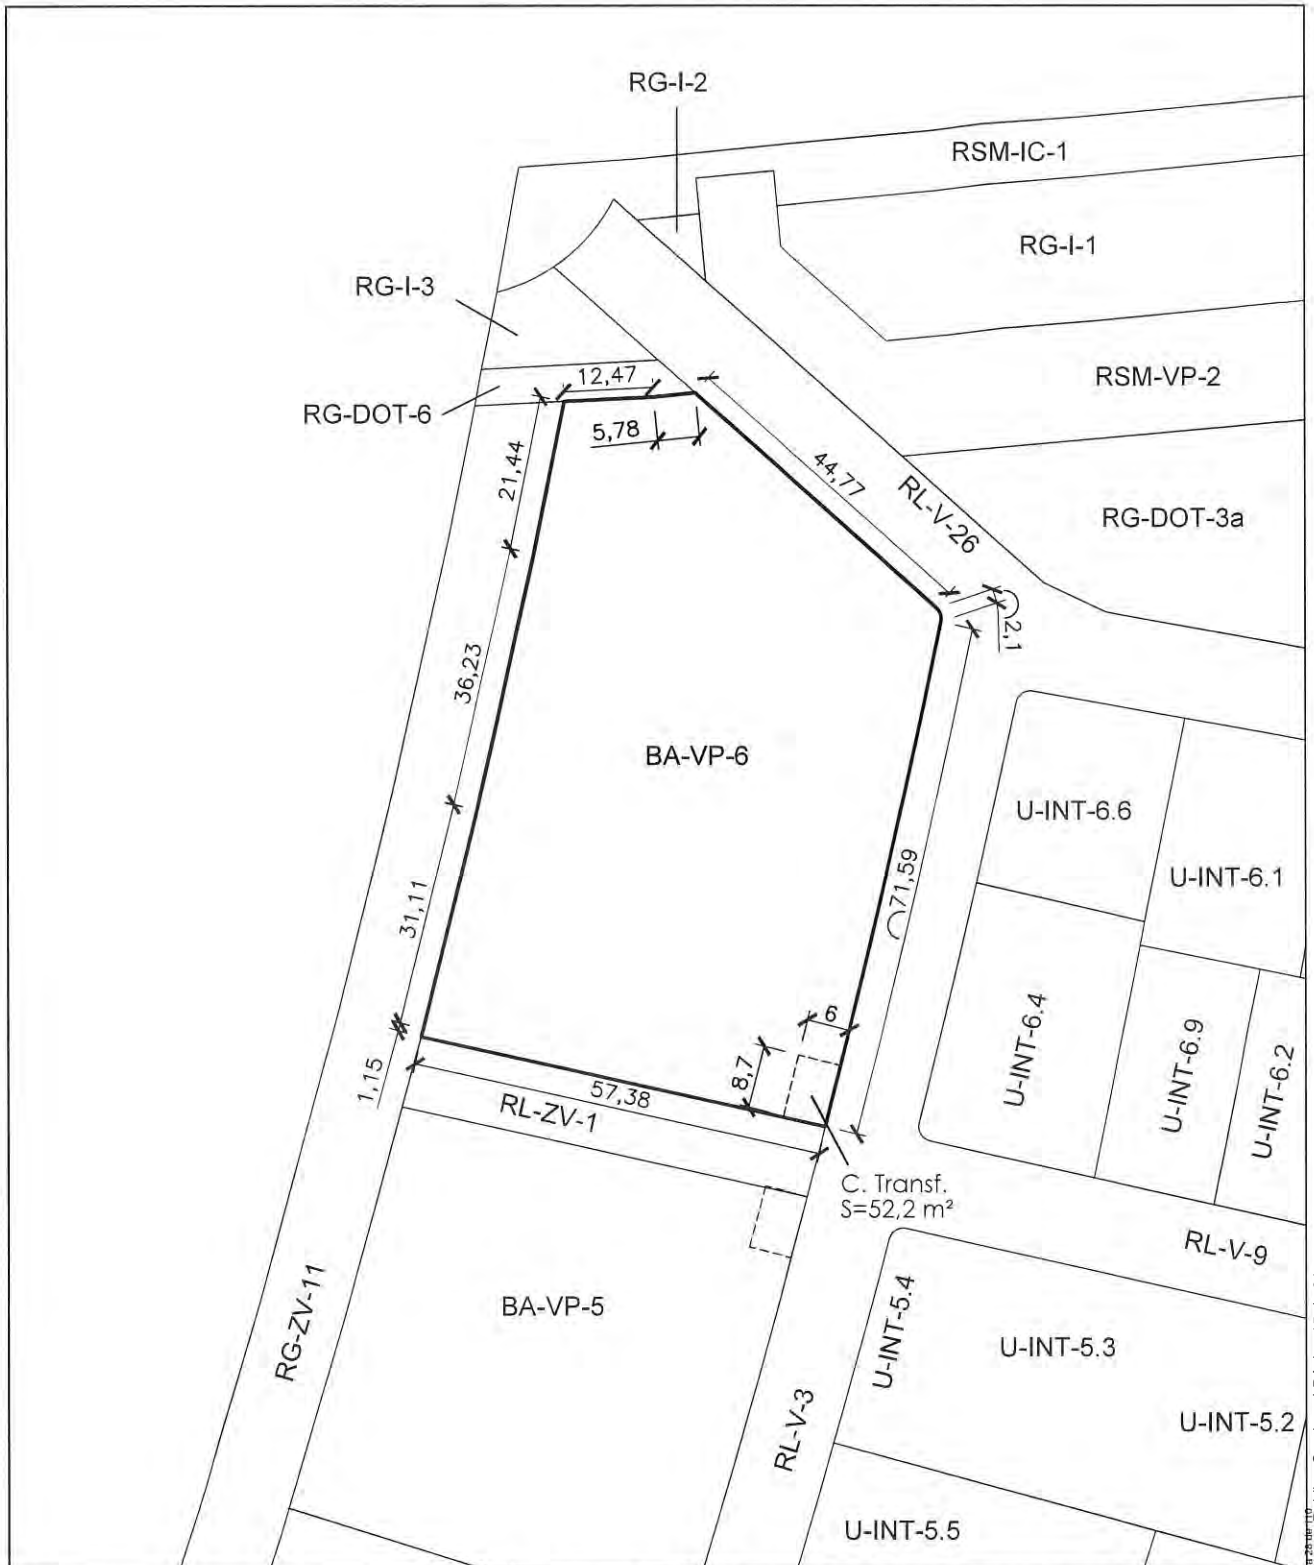 RG-I-2
RSM-IC-1
RG-I-1
RG-I-3
RSM-VP-2
12,47
RG-DOT-6
5,78
21,44
44,77
RL-V-26
RG-DOT-3a
2,1
36,23
BA-VP-6
U-INT-6.6
U-INT-6.1
71,59
31,11
6
U-INT-6.4
U-INT-6.9
U-INT-6.2
8,7
1,15
57,38
RL-ZV-1
C. Transf.
S=52,2 m²
RL-V-9
RG-ZV-11
BA-VP-5
U-INT-5.4
U-INT-5.3
RL-V-3
U-INT-5.2
U-INT-5.5